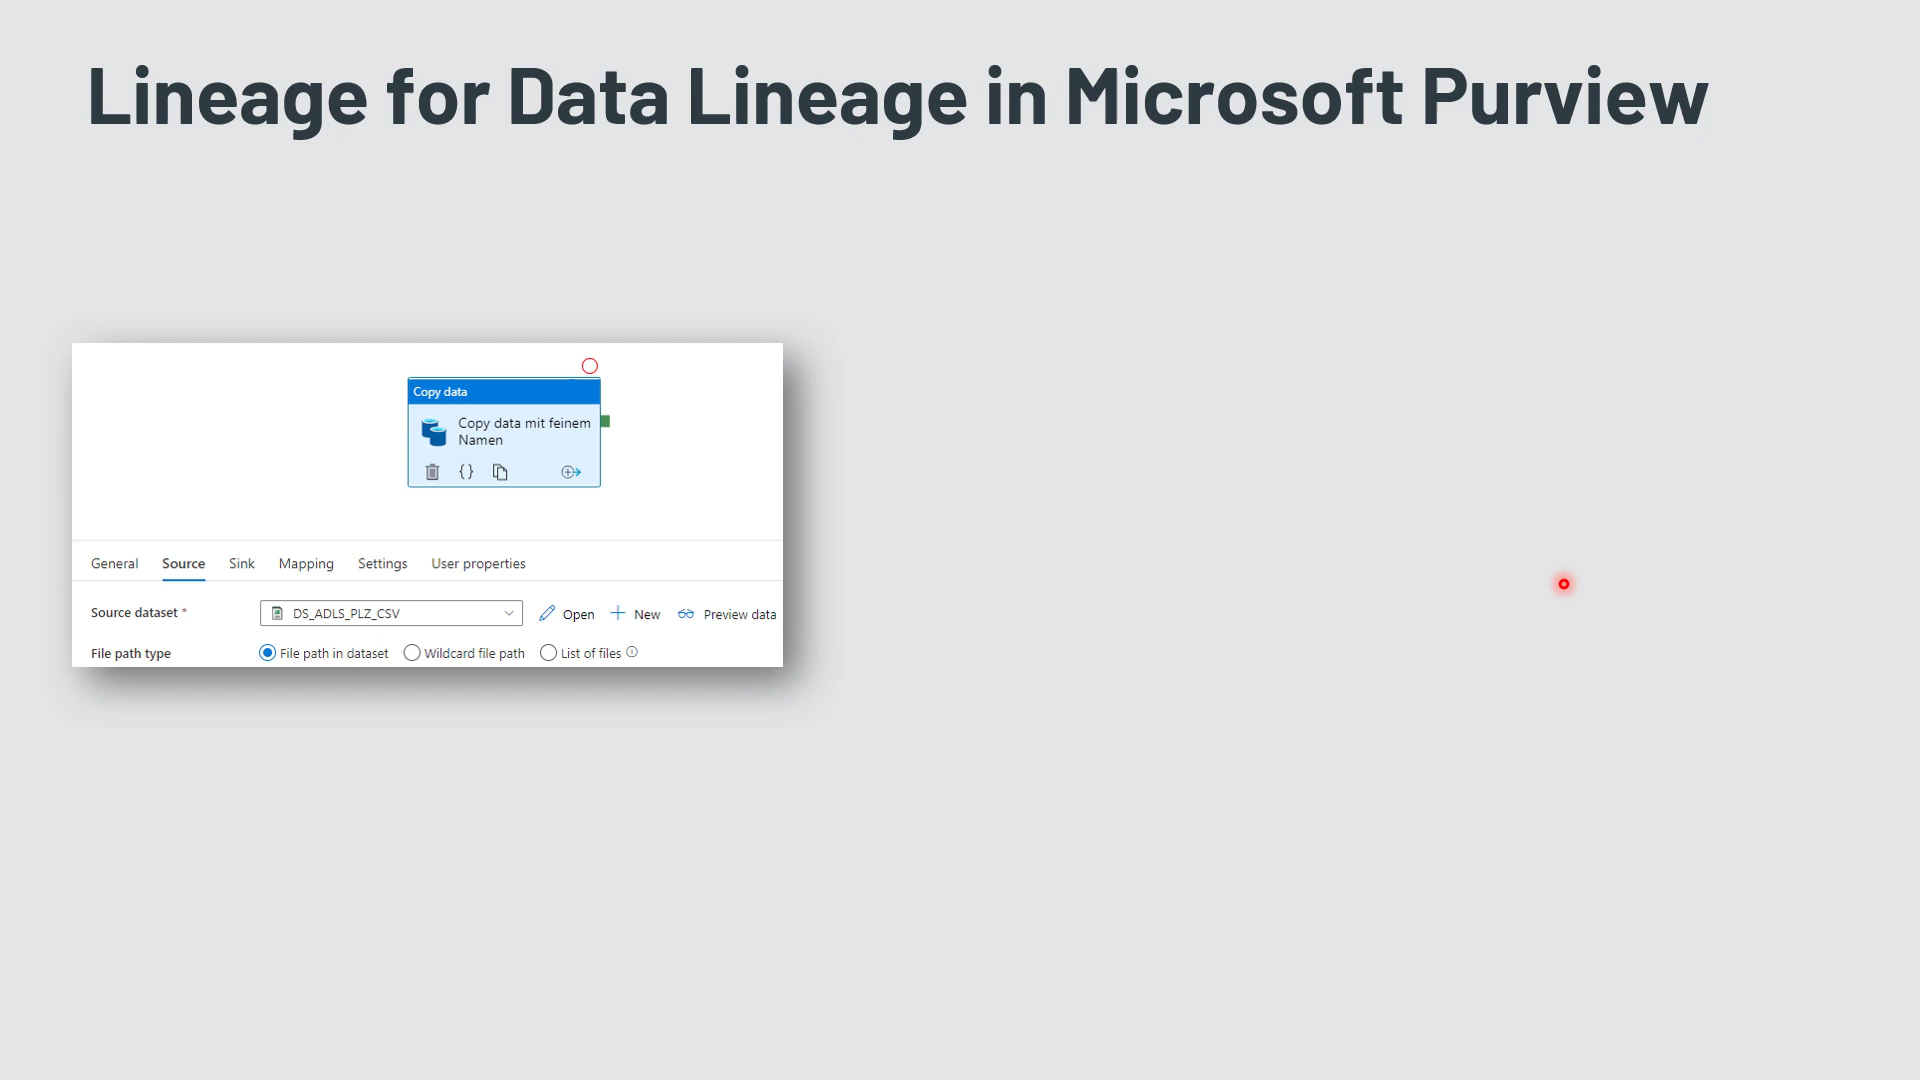 Lineage for Data Lineage in Microsoft Purview
Copy data
Copy data mit feinem
Namen
General Source Sink Mapping Settings User properties
Source dataset * DS_ADLS_PLZ_CSV Open New Preview data
File path type File path in dataset Wildcard file path List of files